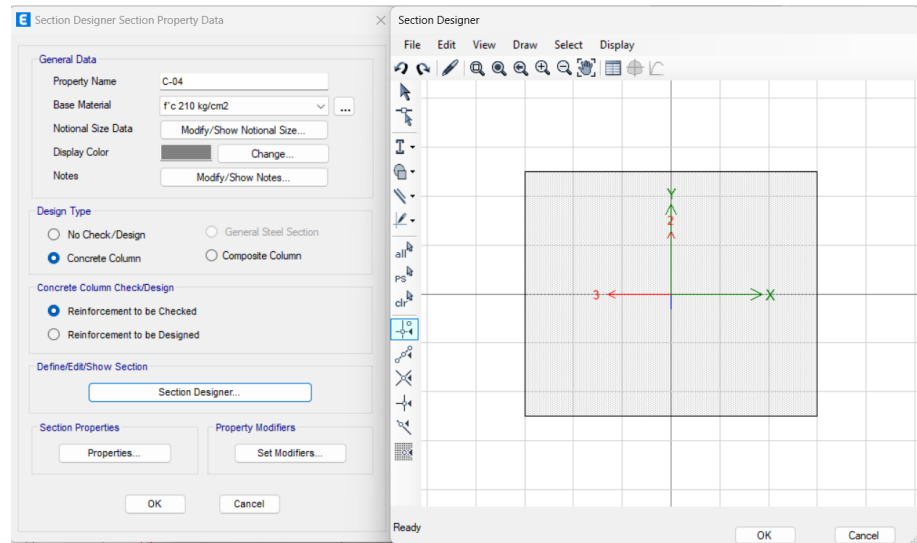 E Section Designer Section Property Data
General Data
Property Name C-04
Base Material f'c 210 kg/cm2 ...
Notional Size Data Modify/Show Notional Size...
Display Color Change...
Notes Modify/Show Notes...
Design Type
No Check/Design General Steel Section
Concrete Column Composite Column
Concrete Column Check/Design
Reinforcement to be Checked
Reinforcement to be Designed
Define/Edit/Show Section
Section Designer...
Section Properties Property Modifiers
Properties... Set Modifiers...
OK Cancel
Section Designer
File Edit View Draw Select Display
all
PS
clr
Y
2
3 X
Ready
OK Cancel